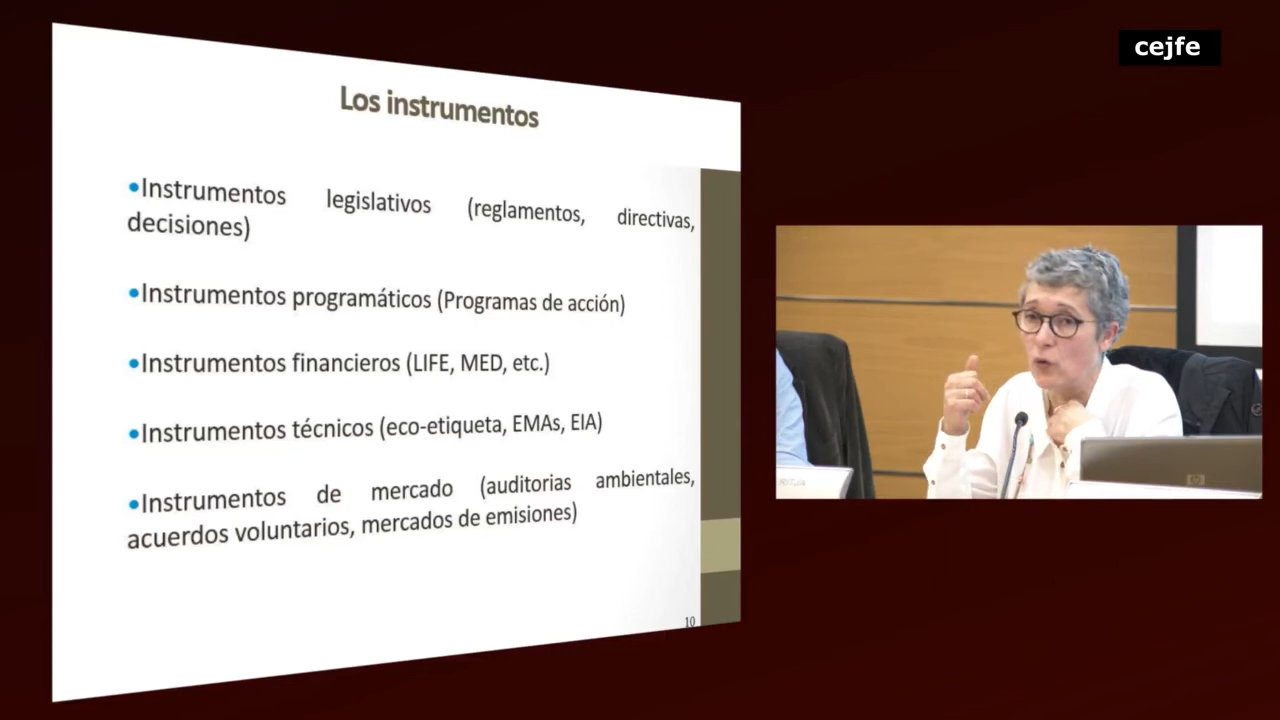 cejfe
Los instrumentos
•Instrumentos legislativos (reglamentos, directivas,
decisiones)
•Instrumentos programáticos (Programas de acción)
•Instrumentos financieros (LIFE, MED, etc.)
•Instrumentos técnicos (eco-etiqueta, EMAs, EIA)
•Instrumentos de mercado (auditorias ambientales,
acuerdos voluntarios, mercados de emisiones)
10